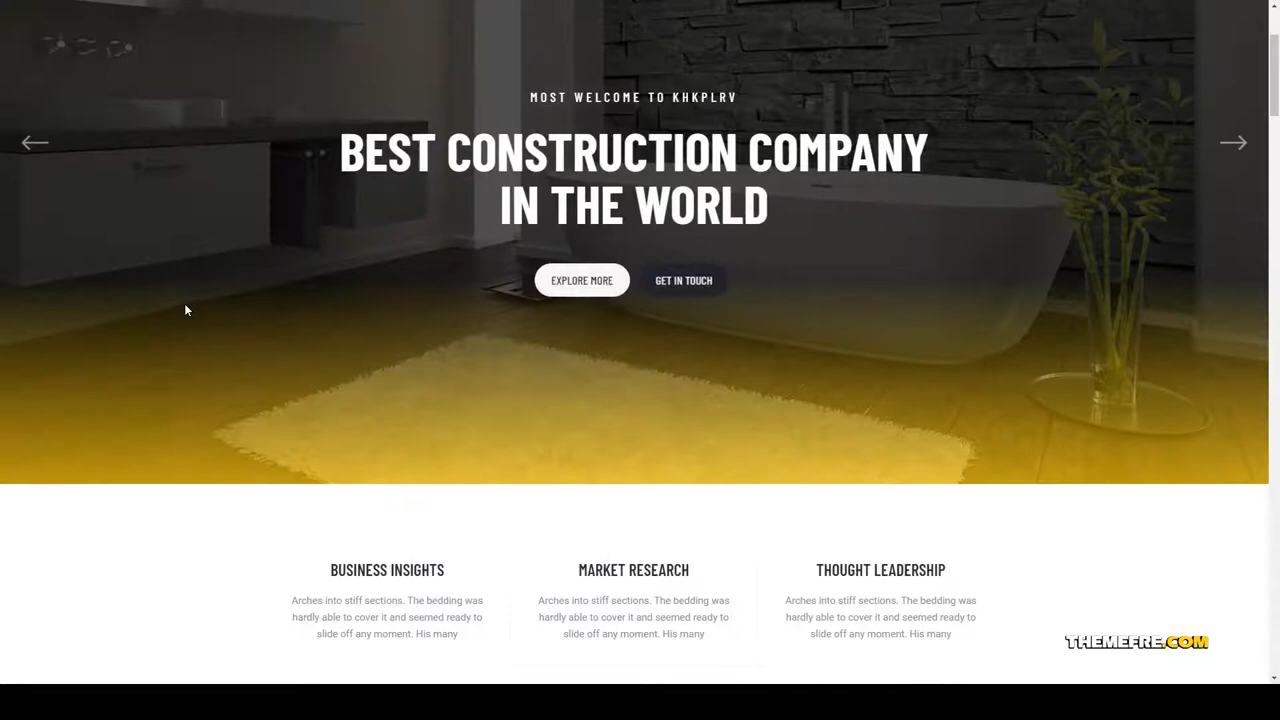 MOST WELCOME TO KHKPLRV
BEST CONSTRUCTION COMPANY
IN THE WORLD
EXPLORE MORE
GET IN TOUCH
BUSINESS INSIGHTS
Arches into stiff sections. The bedding was
hardly able to cover it and seemed ready to
slide off any moment. His many
MARKET RESEARCH
Arches into stiff sections. The bedding was
hardly able to cover it and seemed ready to
slide off any moment. His many
THOUGHT LEADERSHIP
Arches into stiff sections. The bedding was
hardly able to cover it and seemed ready to
slide off any moment. His many
THEMEFRE.COM